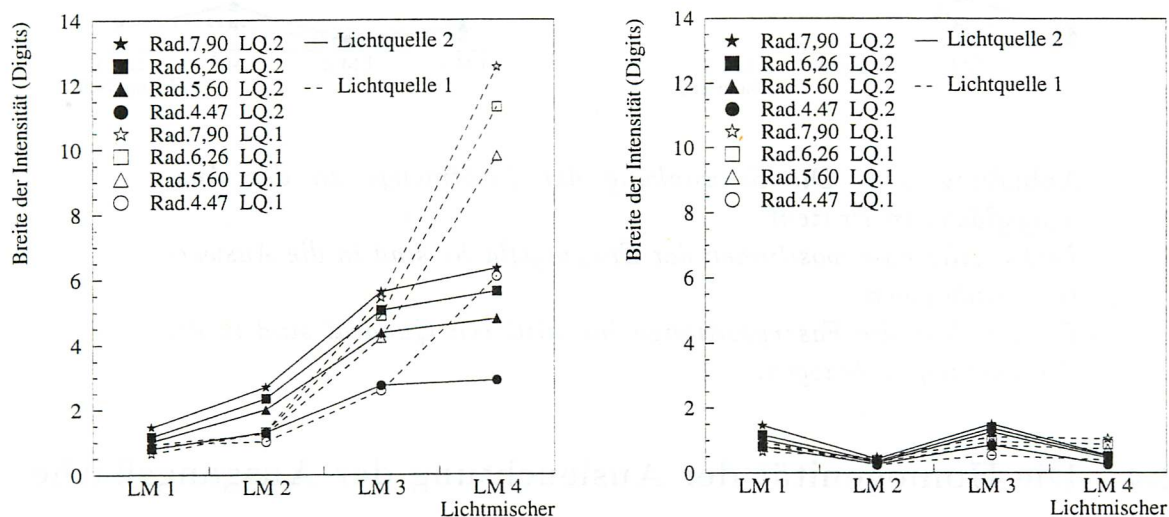 Breite der Intensität (Digits)
14
12
10
8
6
4
2
0
★ Rad.7,90 LQ.2
■ Rad.6,26 LQ.2
▲ Rad.5.60 LQ.2
● Rad.4.47 LQ.2
☆ Rad.7,90 LQ.1
□ Rad.6,26 LQ.1
△ Rad.5.60 LQ.1
○ Rad.4.47 LQ.1
Lichtquelle 2
Lichtquelle 1
LM 1 LM 2 LM 3 LM 4
Lichtmischer
Breite der Intensität (Digits)
14
12
10
8
6
4
2
0
★ Rad.7,90 LQ.2
■ Rad.6,26 LQ.2
▲ Rad.5.60 LQ.2
● Rad.4.47 LQ.2
☆ Rad.7,90 LQ.1
□ Rad.6,26 LQ.1
△ Rad.5.60 LQ.1
○ Rad.4.47 LQ.1
Lichtquelle 2
Lichtquelle 1
LM 1 LM 2 LM 3 LM 4
Lichtmischer